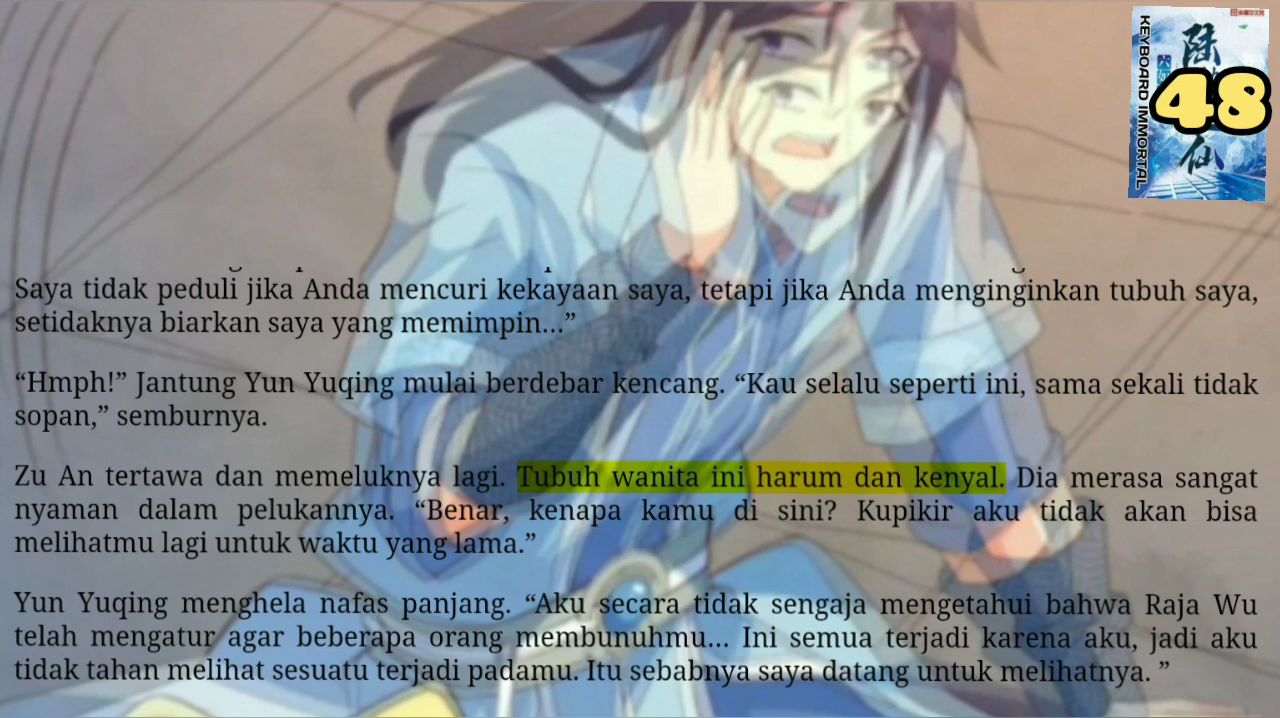 KEYBOARD IMMORTAL
48
Saya tidak peduli jika Anda mencuri kekayaan saya, tetapi jika Anda menginginkan tubuh saya,
setidaknya biarkan saya yang memimpin...”
“Hmph!” Jantung Yun Yuqing mulai berdebar kencang. “Kau selalu seperti ini, sama sekali tidak
sopan,” semburnya.
Zu An tertawa dan memeluknya lagi. Tubuh wanita ini harum dan kenyal. Dia merasa sangat
nyaman dalam pelukannya. “Benar, kenapa kamu di sini? Kupikir aku tidak akan bisa
melihatmu lagi untuk waktu yang lama.”
Yun Yuqing menghela nafas panjang. “Aku secara tidak sengaja mengetahui bahwa Raja Wu
telah mengatur agar beberapa orang membunuhmu... Ini semua terjadi karena aku, jadi aku
tidak tahan melihat sesuatu terjadi padamu. Itu sebabnya saya datang untuk melihatnya. ”